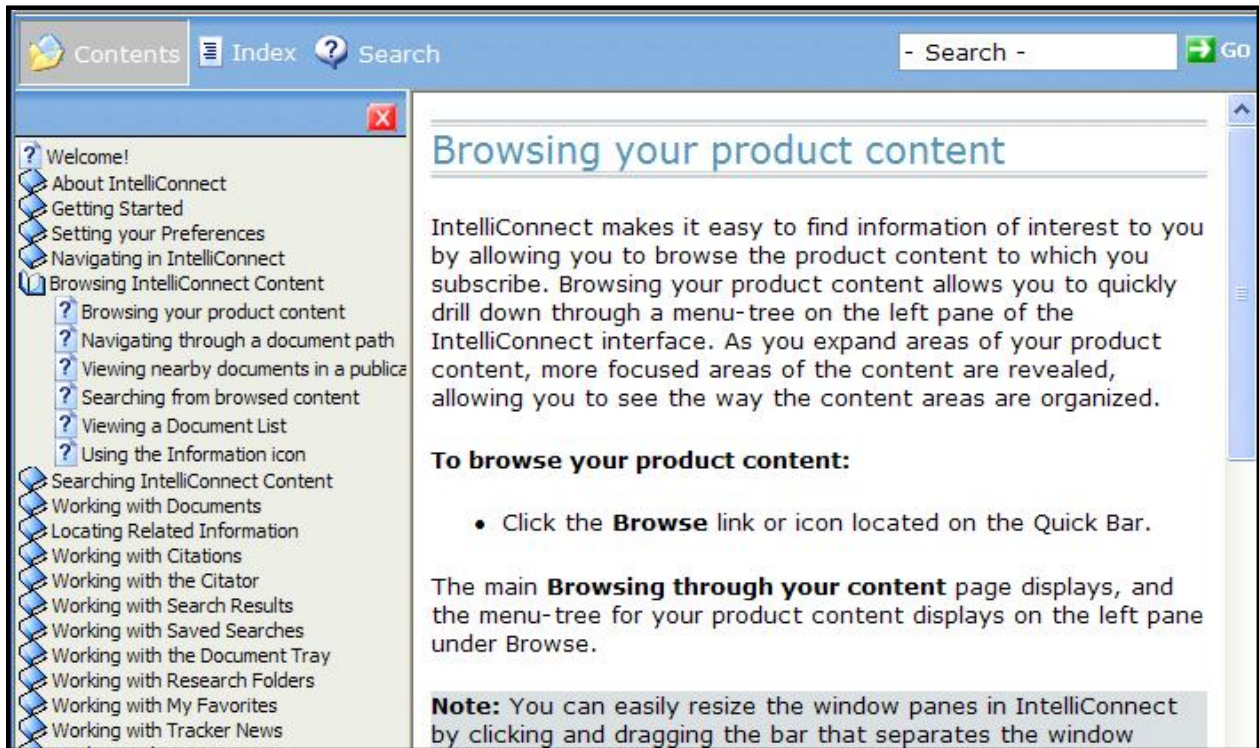 Contents Index Search - Search - Go
Welcome!
About IntelliConnect
Getting Started
Setting your Preferences
Navigating in IntelliConnect
Browsing IntelliConnect Content
Browsing your product content
Navigating through a document path
Viewing nearby documents in a publica
Searching from browsed content
Viewing a Document List
Using the Information icon
Searching IntelliConnect Content
Working with Documents
Locating Related Information
Working with Citations
Working with the Citator
Working with Search Results
Working with Saved Searches
Working with the Document Tray
Working with Research Folders
Working with My Favorites
Working with Tracker News
Browsing your product content
IntelliConnect makes it easy to find information of interest to you
by allowing you to browse the product content to which you
subscribe. Browsing your product content allows you to quickly
drill down through a menu-tree on the left pane of the
IntelliConnect interface. As you expand areas of your product
content, more focused areas of the content are revealed,
allowing you to see the way the content areas are organized.
To browse your product content:
• Click the Browse link or icon located on the Quick Bar.
The main Browsing through your content page displays, and
the menu-tree for your product content displays on the left pane
under Browse.
Note: You can easily resize the window panes in IntelliConnect
by clicking and dragging the bar that separates the window